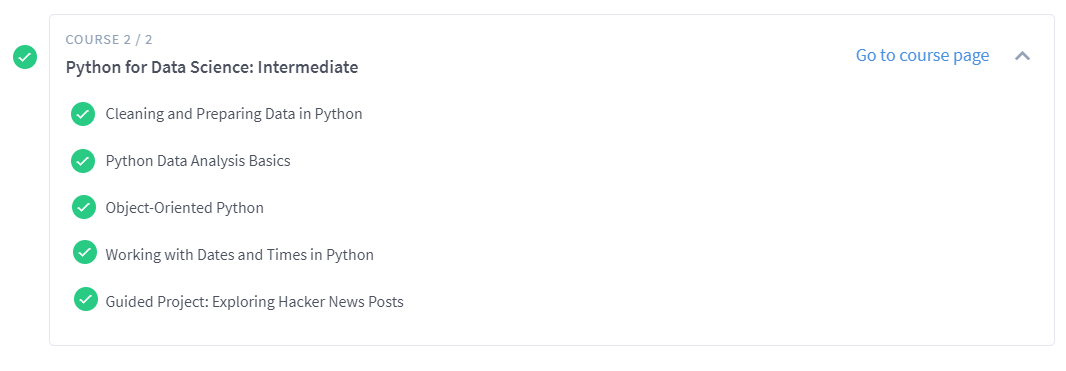 COURSE 2 / 2
Python for Data Science: Intermediate
Go to course page
Cleaning and Preparing Data in Python
Python Data Analysis Basics
Object-Oriented Python
Working with Dates and Times in Python
Guided Project: Exploring Hacker News Posts